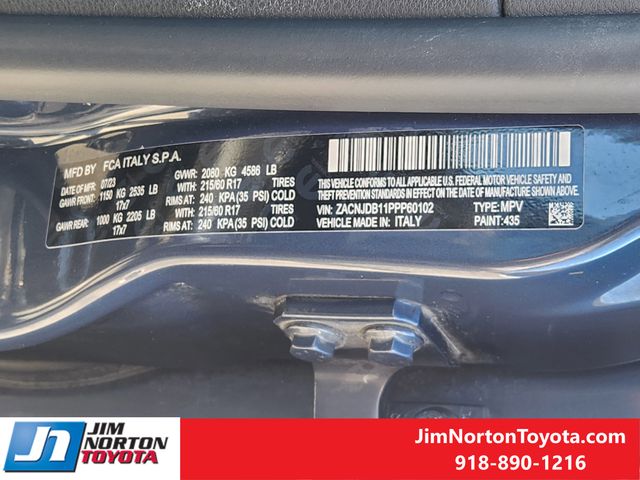 MFD BY FCA ITALY S.P.A.
DATE OF MFR 07/23 GVWR: 2080 KG 4586 LB
GAWR FRONT: 1150 KG 2535 LB WITH: 215/60 R17 TIRES
17x7 RIMS AT: 240 KPA (35 PSI) COLD
GAWR REAR: 1000 KG 2205 LB WITH: 215/60 R17 TIRES
17x7 RIMS AT: 240 KPA (35 PSI) COLD
THIS VEHICLE CONFORMS TO ALL APPLICABLE U.S. FEDERAL MOTOR VEHICLE SAFETY, BUMPER AND
THEFT PREVENTION STANDARDS IN EFFECT ON THE DATE OF MANUFACTURE SHOWN ABOVE.
VIN: ZACNJDB11PPP60102 TYPE: MPV
VEHICLE MADE IN: ITALY PAINT: 435
JIM
NORTON
TOYOTA
JimNortonToyota.com
918-890-1216